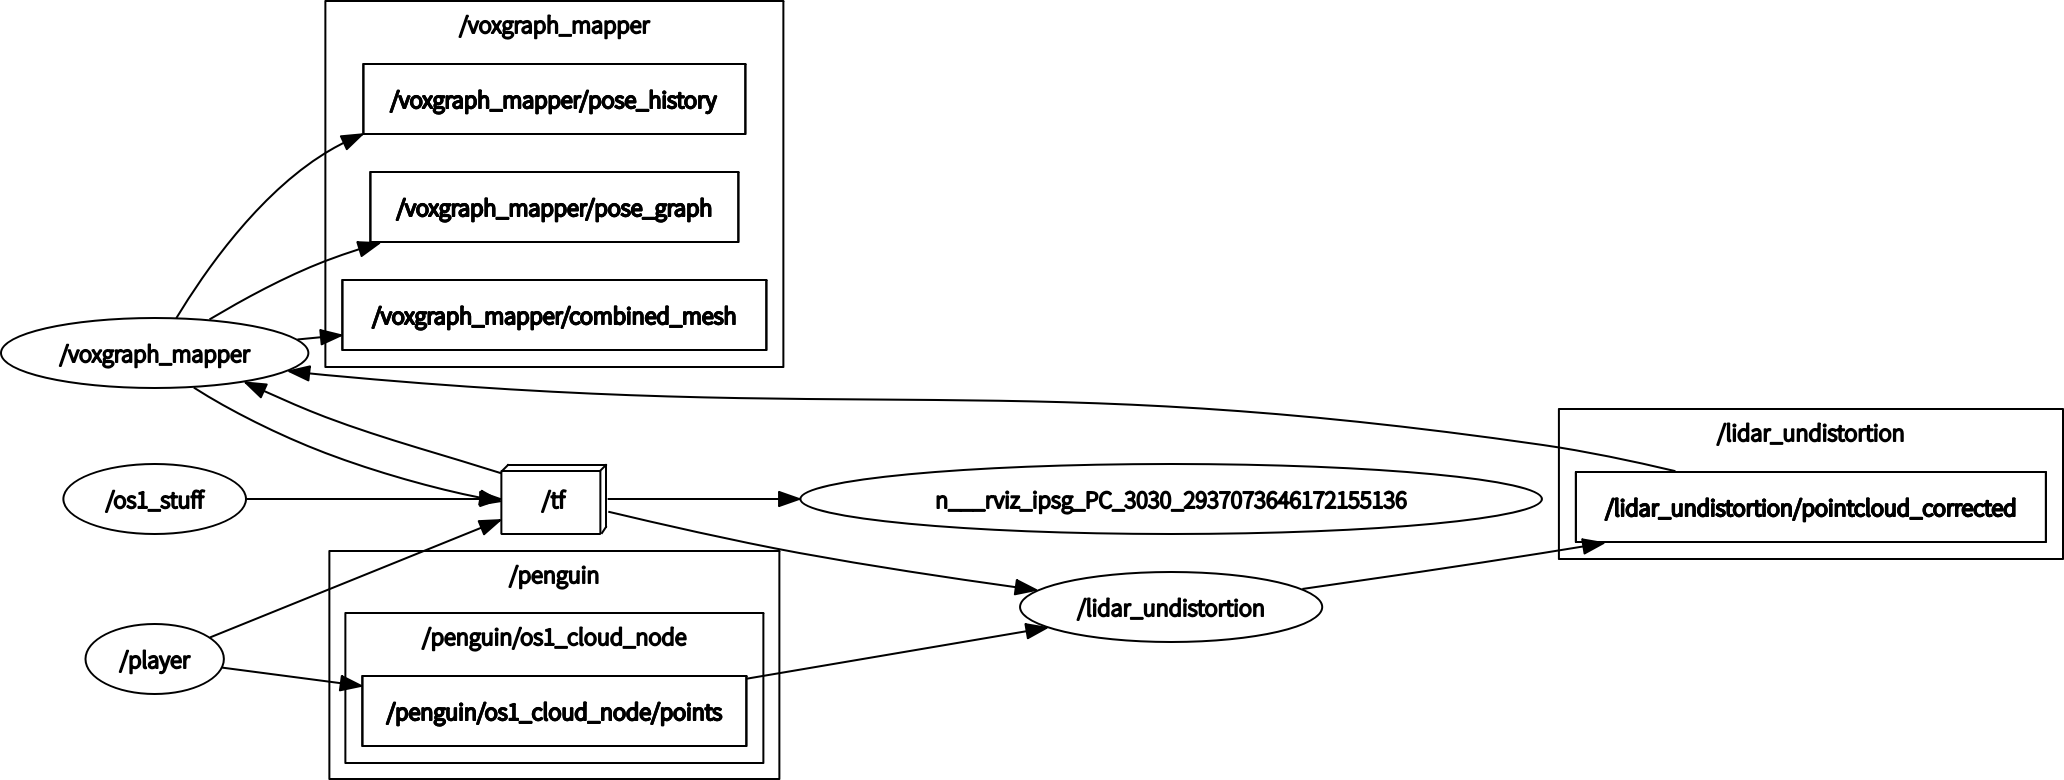 /voxgraph_mapper
/voxgraph_mapper/pose_history
/voxgraph_mapper/pose_graph
/voxgraph_mapper/combined_mesh
/voxgraph_mapper
/lidar_undistortion
/os1_stuff
/tf
n___rviz_ipsg_PC_3030_2937073646172155136
/lidar_undistortion/pointcloud_corrected
/penguin
/lidar_undistortion
/penguin/os1_cloud_node
/player
/penguin/os1_cloud_node/points